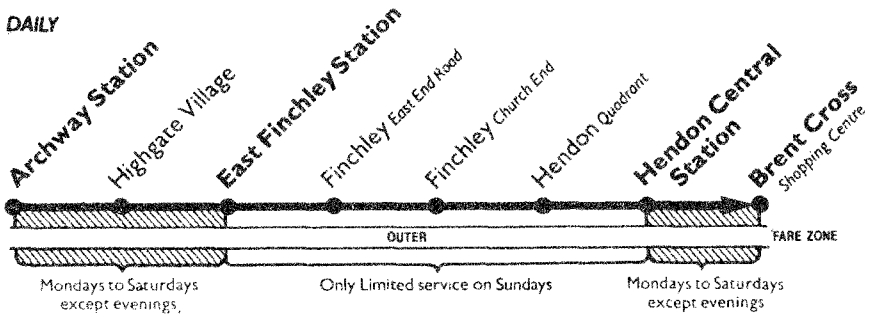 DAILY
Archway Station
Highgate Village
East Finchley Station
Finchley East End Road
Finchley Church End
Hendon Quadrant
Hendon Central
Station
Brent Cross
Shopping Centre
OUTER
FARE ZONE
Mondays to Saturdays
except evenings
Only Limited service on Sundays
Mondays to Saturdays
except evenings